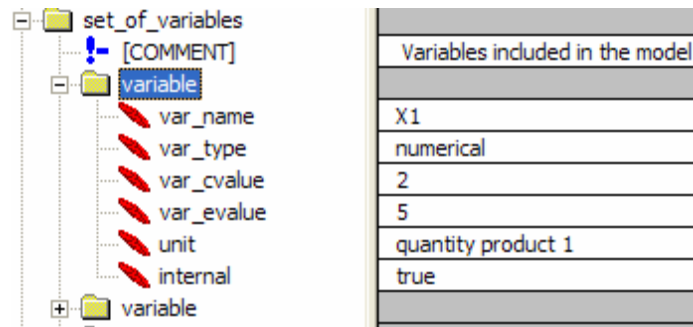 set_of_variables
[COMMENT] Variables included in the model
variable
var_name X1
var_type numerical
var_cvalue 2
var_evalue 5
unit quantity product 1
internal true
variable